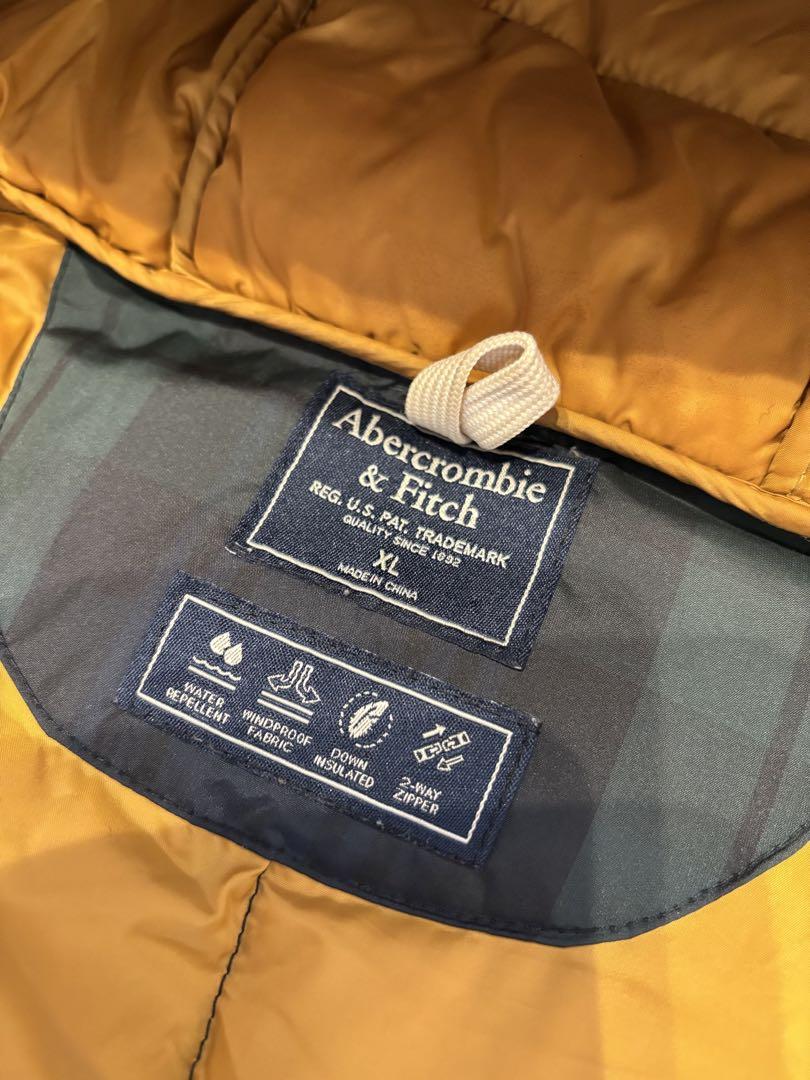 Abercrombie
& Fitch
REG. U.S. PAT. TRADEMARK
QUALITY SINCE 1892
XL
MADE IN CHINA
WATER
REPELLENT
WINDPROOF
FABRIC
DOWN
INSULATED
2-WAY
ZIPPER